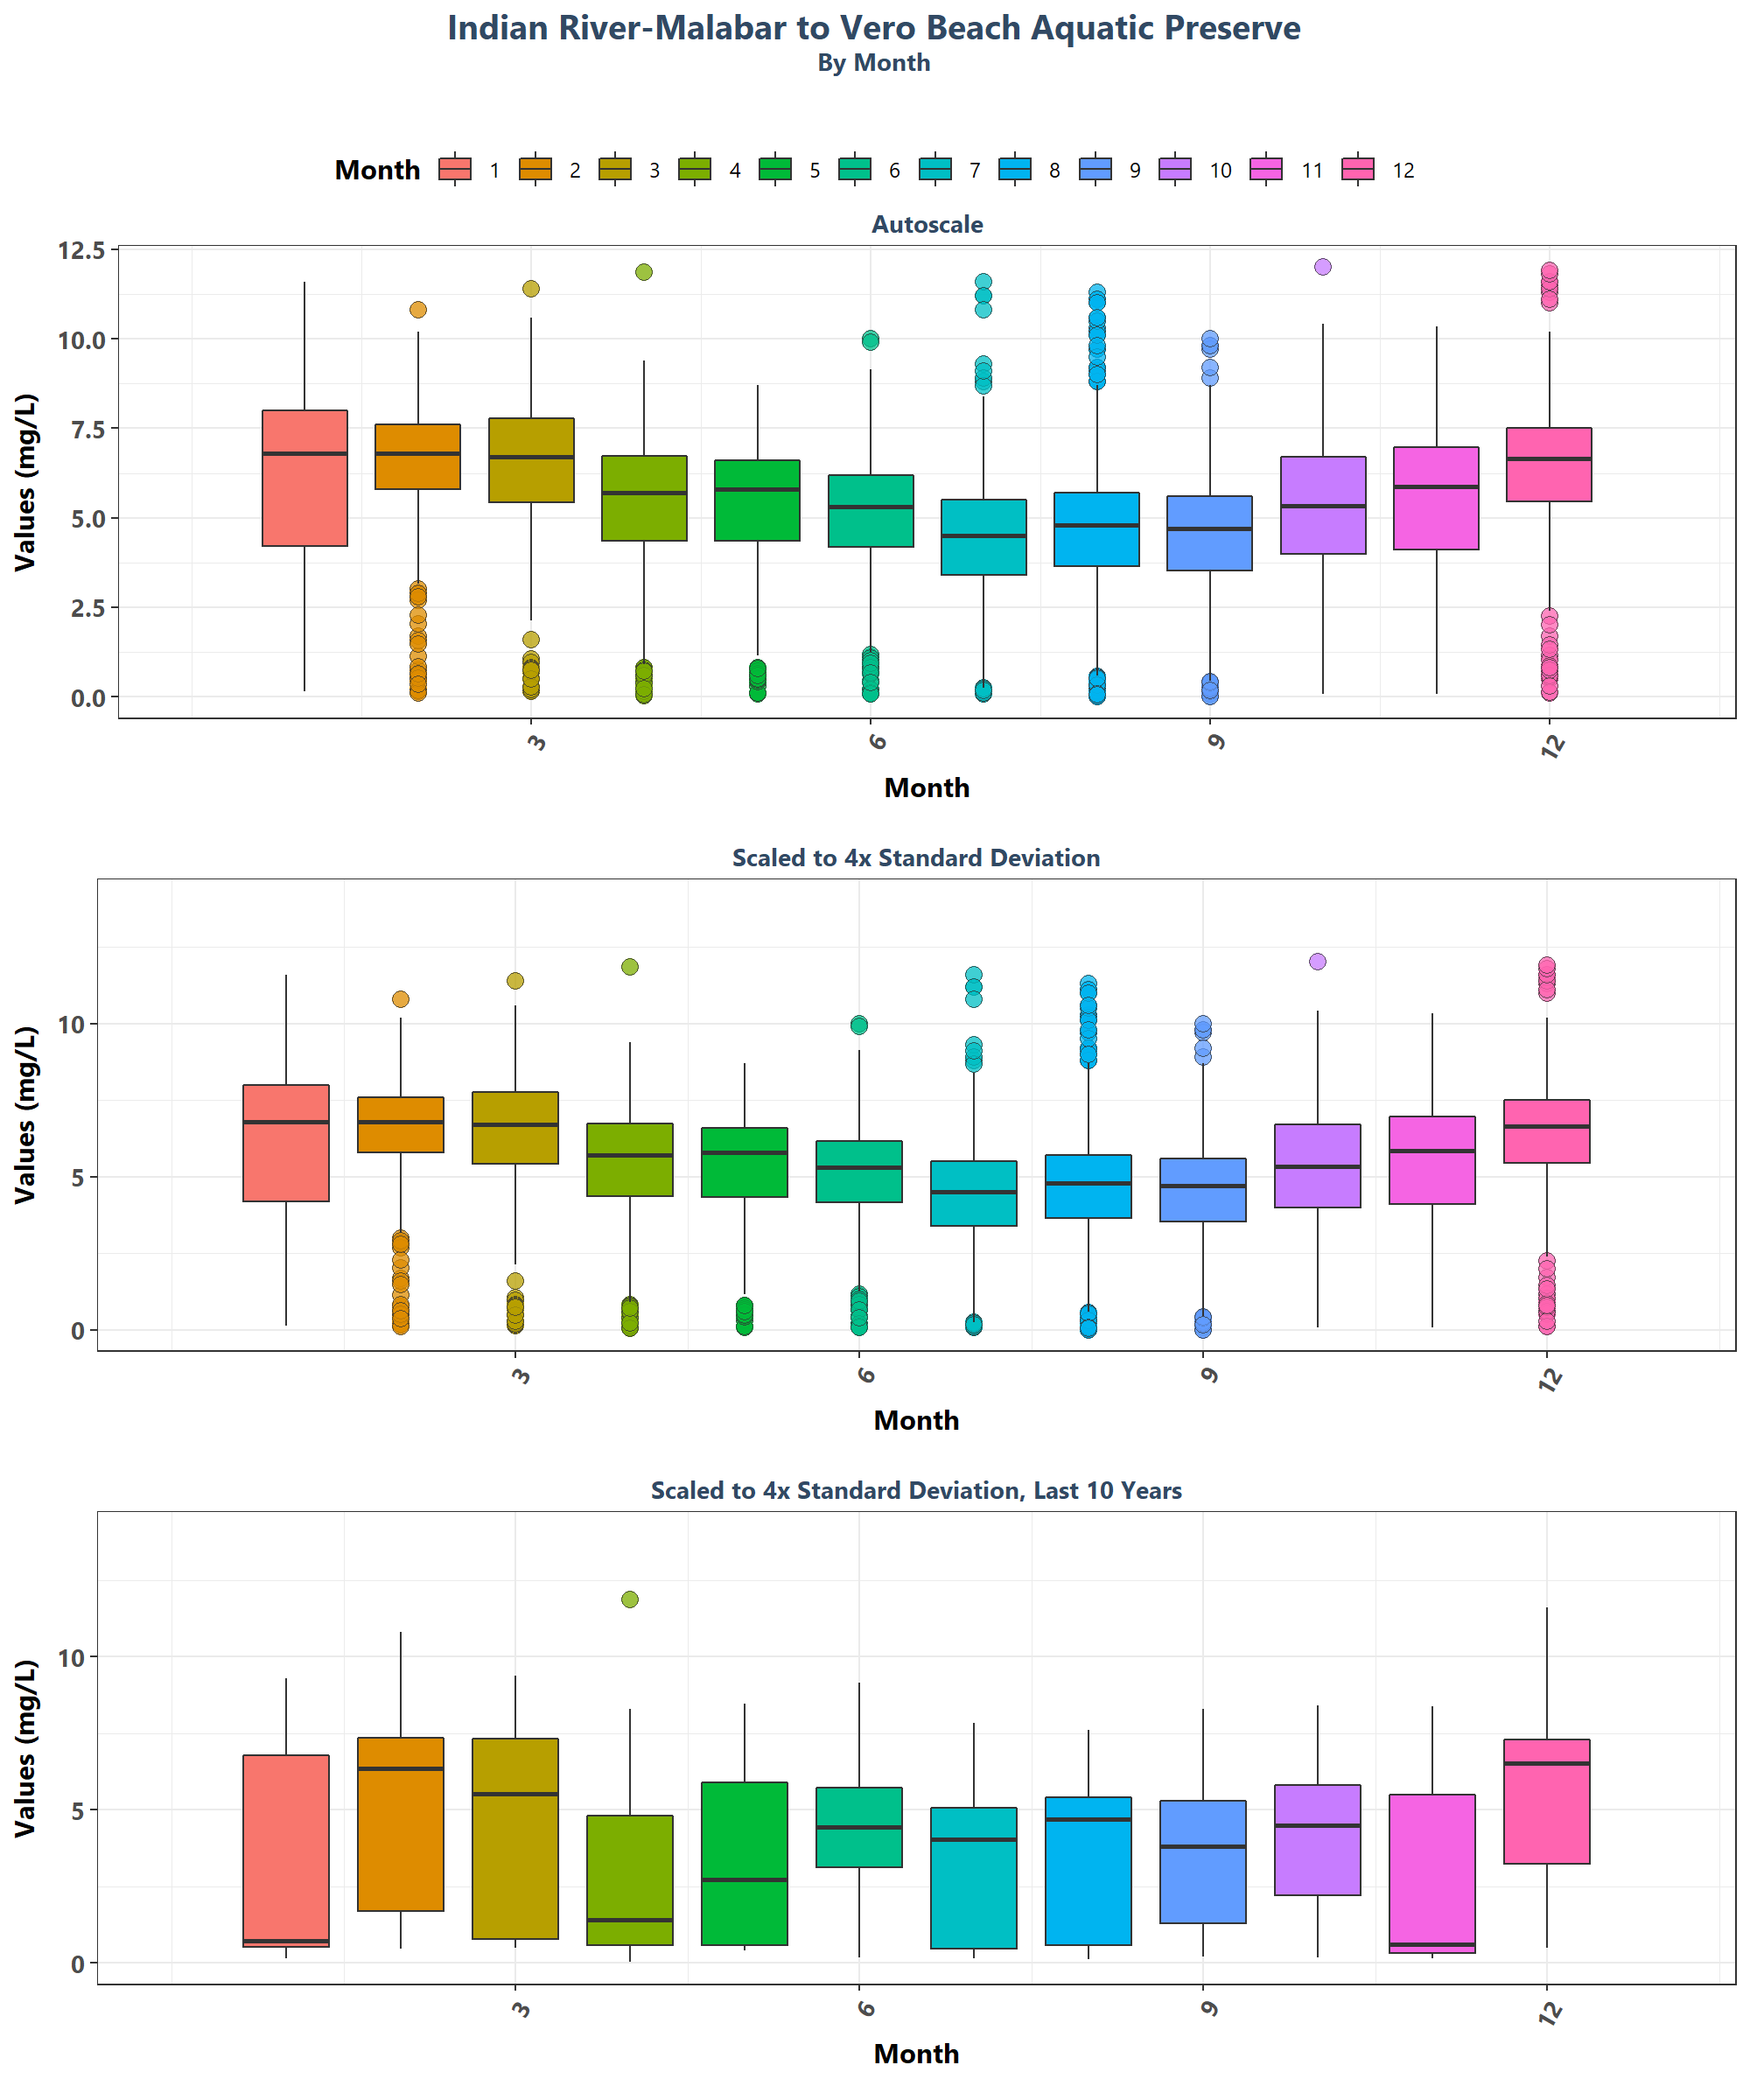 Indian River-Malabar to Vero Beach Aquatic Preserve
By Month
Month 1 2 3 4 5 6 7 8 9 10 11 12
Autoscale
Values (mg/L)
12.5
10.0
7.5
5.0
2.5
0.0
3 6 9 12
Month
Scaled to 4x Standard Deviation
Values (mg/L)
10
5
0
3 6 9 12
Month
Scaled to 4x Standard Deviation, Last 10 Years
Values (mg/L)
10
5
0
3 6 9 12
Month